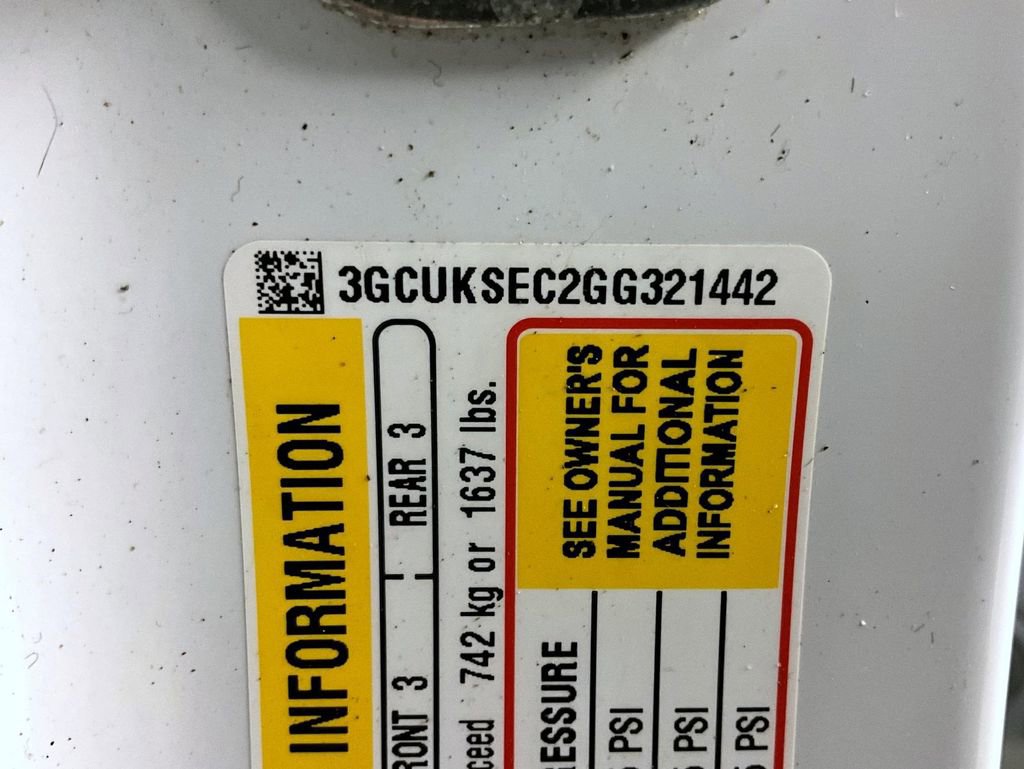 3GCUKSEC2GG321442
INFORMATION
RONT 3 REAR 3
ceed 742 kg or 1637 lbs.
SEE OWNER'S
MANUAL FOR
ADDITIONAL
INFORMATION
ESSURE
PSI
PSI
PSI